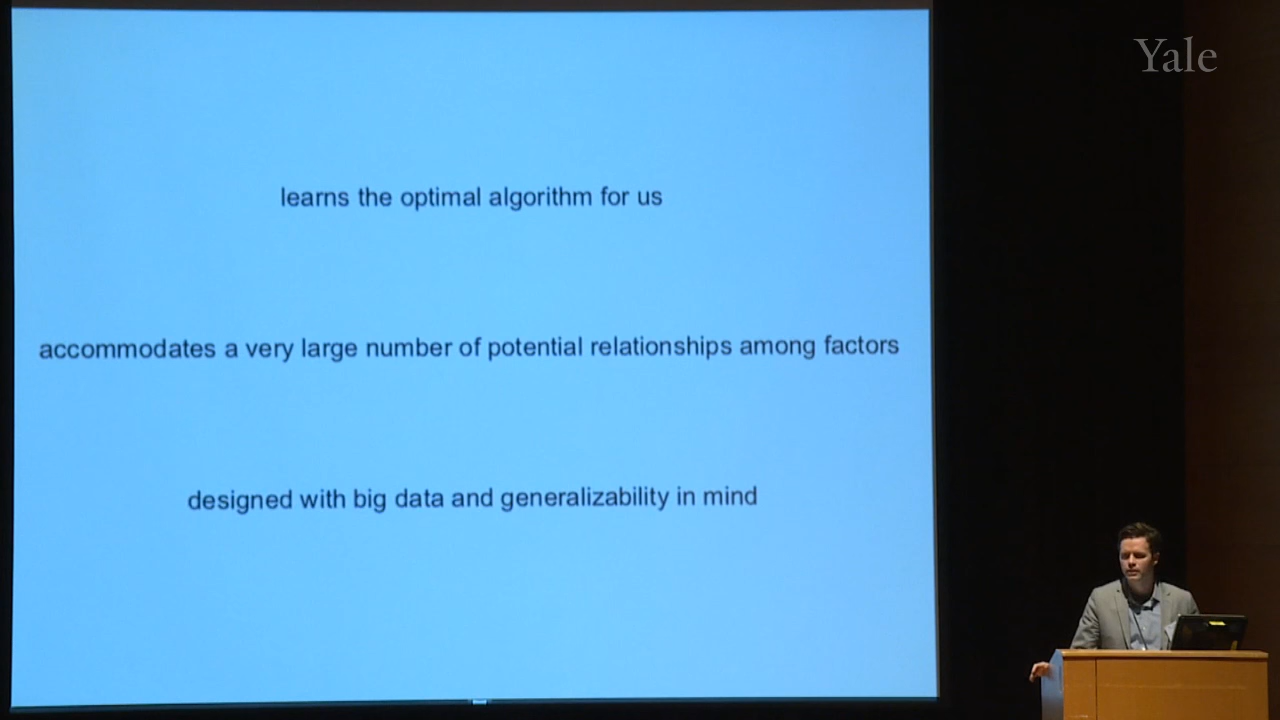 Yale
learns the optimal algorithm for us
accommodates a very large number of potential relationships among factors
designed with big data and generalizability in mind